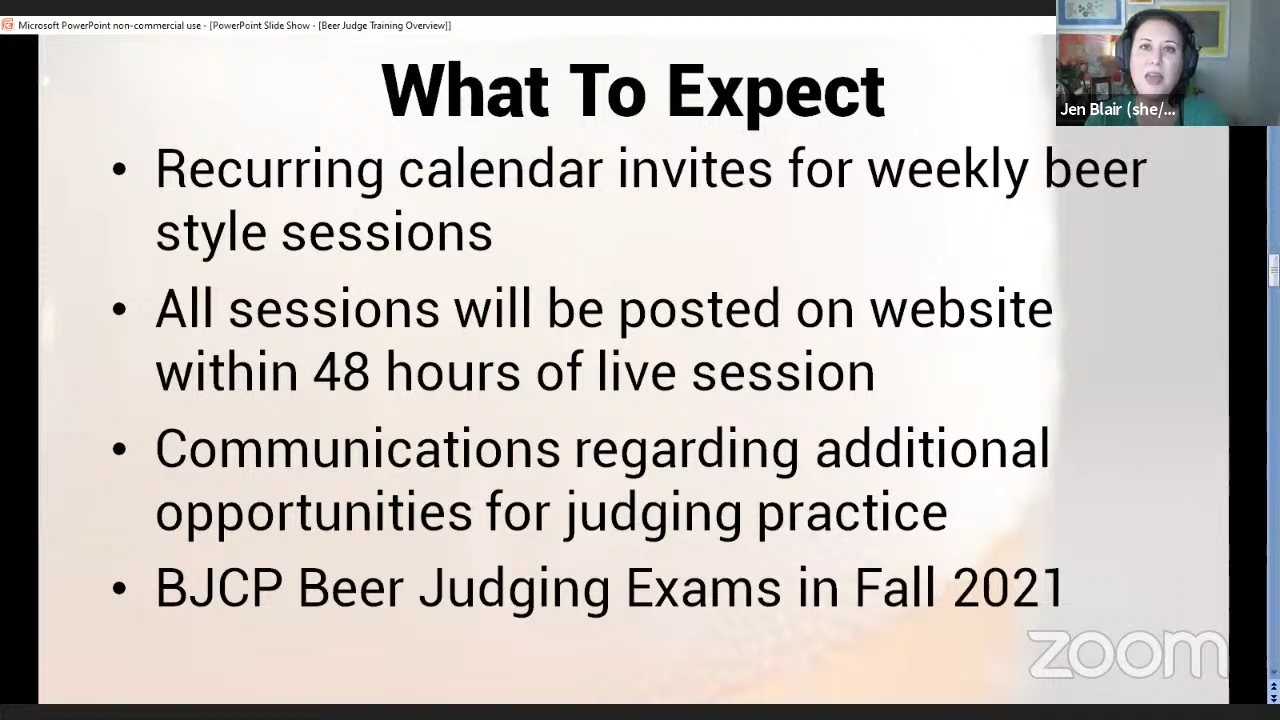 Microsoft PowerPoint non-commercial use - [PowerPoint Slide Show - [Beer Judge Training Overview]]
Jen Blair (she/...
What To Expect
• Recurring calendar invites for weekly beer
style sessions
• All sessions will be posted on website
within 48 hours of live session
• Communications regarding additional
opportunities for judging practice
• BJCP Beer Judging Exams in Fall 2021
zoom